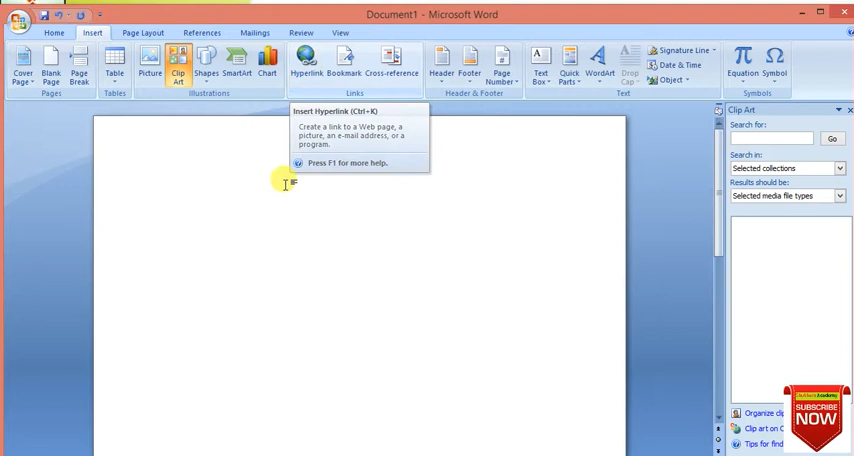 Document1 - Microsoft Word
Home Insert Page Layout References Mailings Review View
Cover Page Blank Page Page Break
Pages
Table
Tables
Picture Clip Art Shapes SmartArt Chart
Illustrations
Hyperlink Bookmark Cross-reference
Links
Header Footer Page Number
Header & Footer
Text Box Quick Parts WordArt Drop Cap
Signature Line
Date & Time
Object
Text
Equation Symbol
Symbols
Insert Hyperlink (Ctrl+K)
Create a link to a Web page, a
picture, an e-mail address, or a
program.
Press F1 for more help.
Clip Art
Search for:
Go
Search in:
Selected collections
Results should be:
Selected media file types
Organize cli
Clip art on O
Tips for find
SUBSCRIBE
NOW